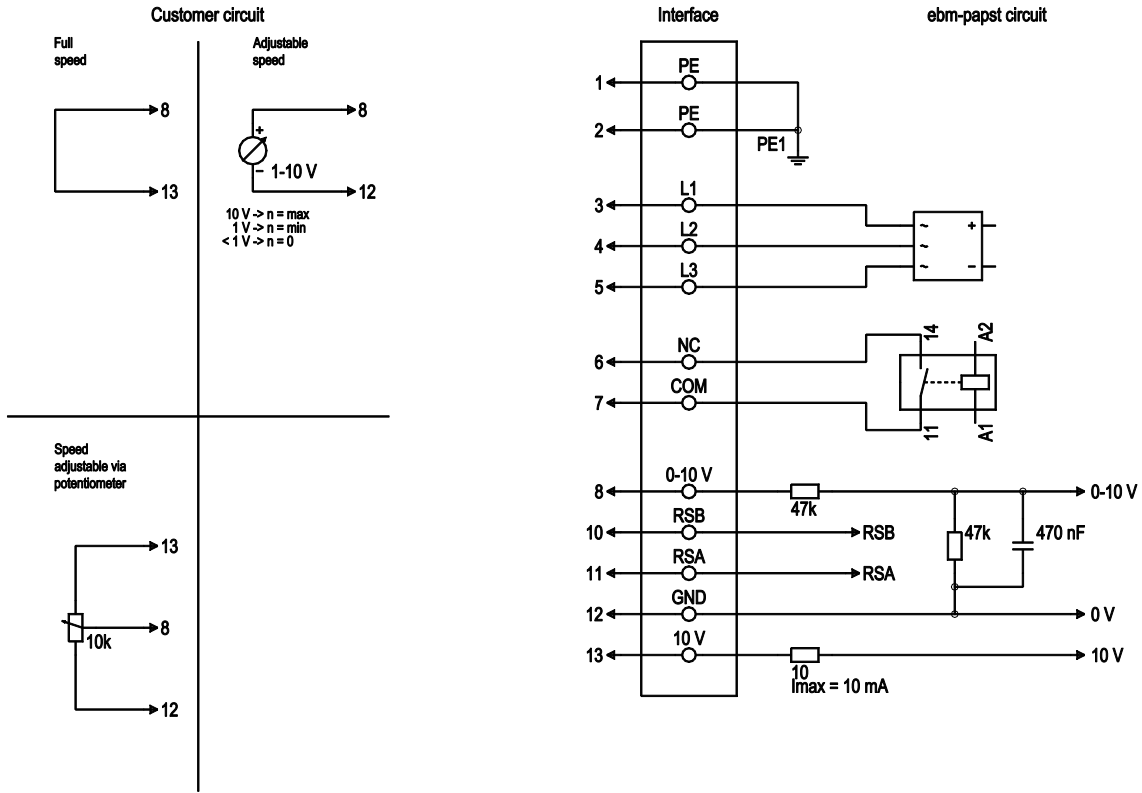 Customer circuit
Interface
ebm-papst circuit
Full
speed
8
13
Adjustable
speed
8
+
– 1-10 V
12
10 V -> n = max
1 V -> n = min
< 1 V -> n = 0
Speed
adjustable via
potentiometer
13
8
10k
12
PE
1
PE
2
PE1
L1
3
L2
4
L3
5
~ +
~
~ –
NC
6
COM
7
14
A2
11
A1
0-10 V
8
47k
0-10 V
RSB
10
RSB
47k
470 nF
RSA
11
RSA
GND
12
0 V
10 V
13
10
10 V
Imax = 10 mA